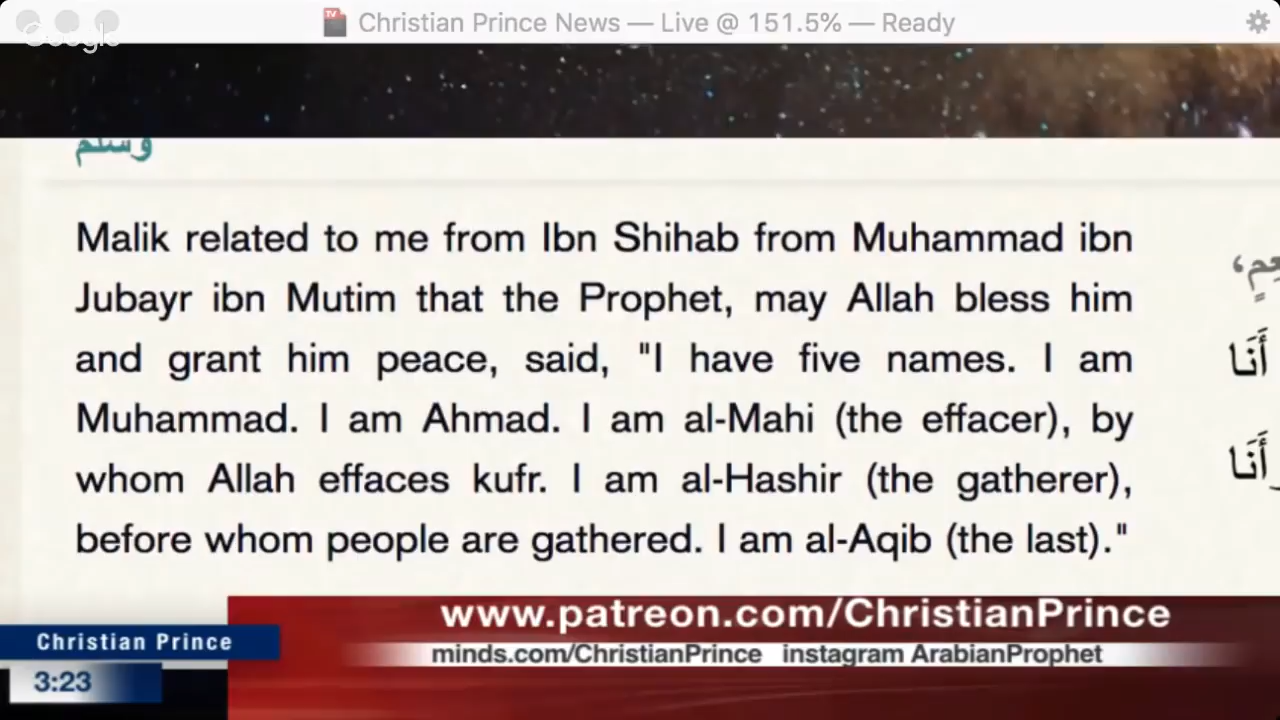 Christian Prince News — Live @ 151.5% — Ready
Google
وسلم
Malik related to me from Ibn Shihab from Muhammad ibn
Jubayr ibn Mutim that the Prophet, may Allah bless him
and grant him peace, said, "I have five names. I am
Muhammad. I am Ahmad. I am al-Mahi (the effacer), by
whom Allah effaces kufr. I am al-Hashir (the gatherer),
before whom people are gathered. I am al-Aqib (the last)."
أَنَا
أَنَا
www.patreon.com/ChristianPrince
minds.com/ChristianPrince instagram ArabianProphet
Christian Prince
3:23